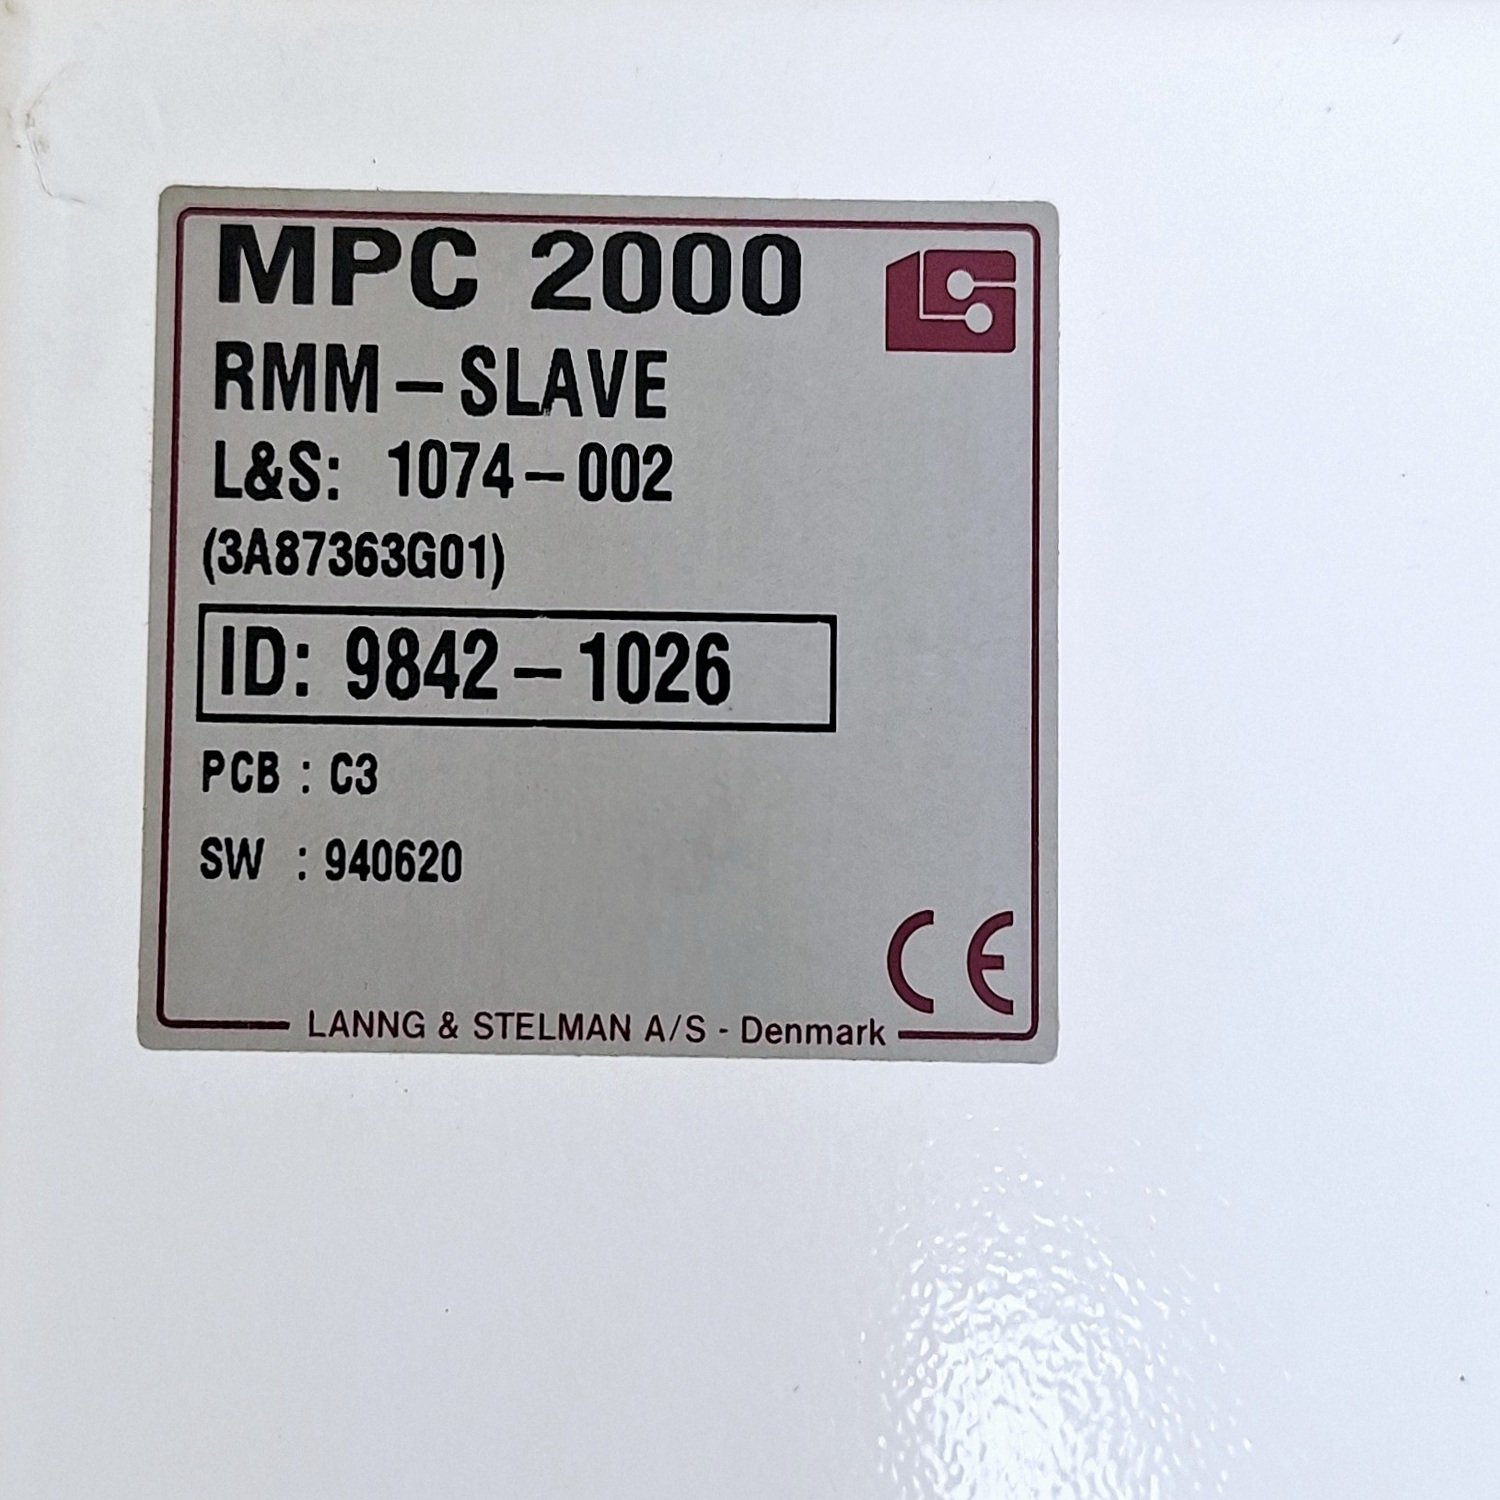 MPC 2000
RMM-SLAVE
L&S: 1074-002
(3A87363G01)
ID: 9842-1026
PCB : C3
SW : 940620
CE
LANNG & STELMAN A/S - Denmark